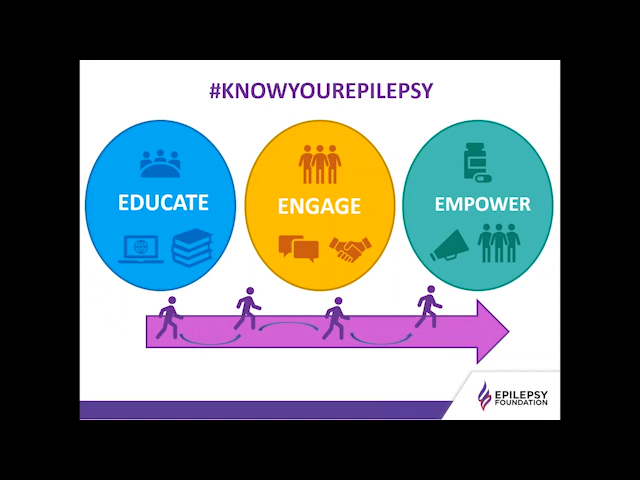 #KNOWYOUREPILEPSY
EDUCATE
ENGAGE
EMPOWER
EPILEPSY
FOUNDATION